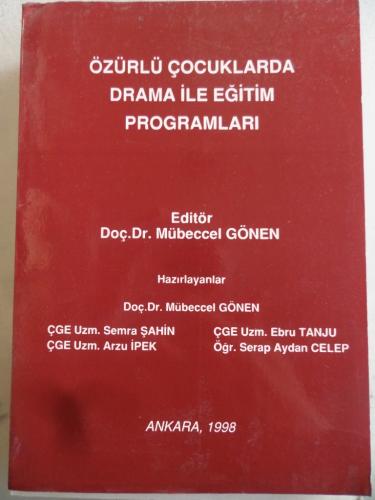 ÖZÜRLÜ ÇOCUKLARDA
DRAMA İLE EĞİTİM
PROGRAMLARI
Editör
Doç.Dr. Mübeccel GÖNEN
Hazırlayanlar
Doç.Dr. Mübeccel GÖNEN
ÇGE Uzm. Semra ŞAHİN ÇGE Uzm. Ebru TANJU
ÇGE Uzm. Arzu İPEK Öğr. Serap Aydan CELEP
ANKARA, 1998